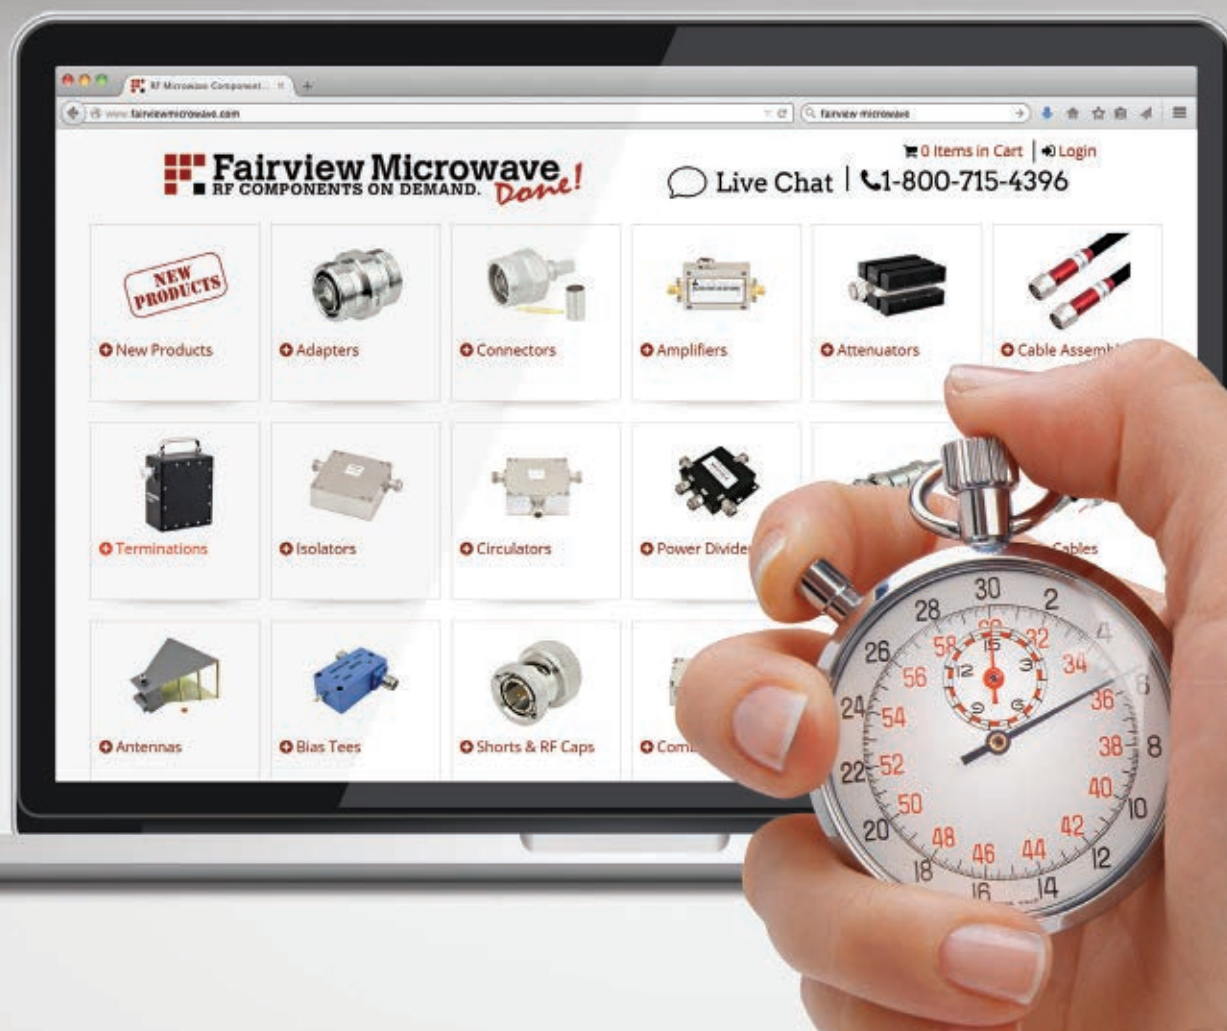 RF Microwave Component...
www.fairviewmicrowave.com
fairview microwave
Fairview Microwave
RF COMPONENTS ON DEMAND.
Done!
0 Items in Cart
Login
Live Chat
1-800-715-4396
NEW
PRODUCTS
New Products
Adapters
Connectors
Amplifiers
Attenuators
Cable Assembl
Terminations
Isolators
Circulators
Power Divide
Cables
Antennas
Bias Tees
Shorts & RF Caps
Comb
30
2
4
6
8
10
12
14
16
18
20
22
24
26
28
60
32
34
36
38
40
42
44
46
48
50
52
54
56
58
15
3
6
9
12